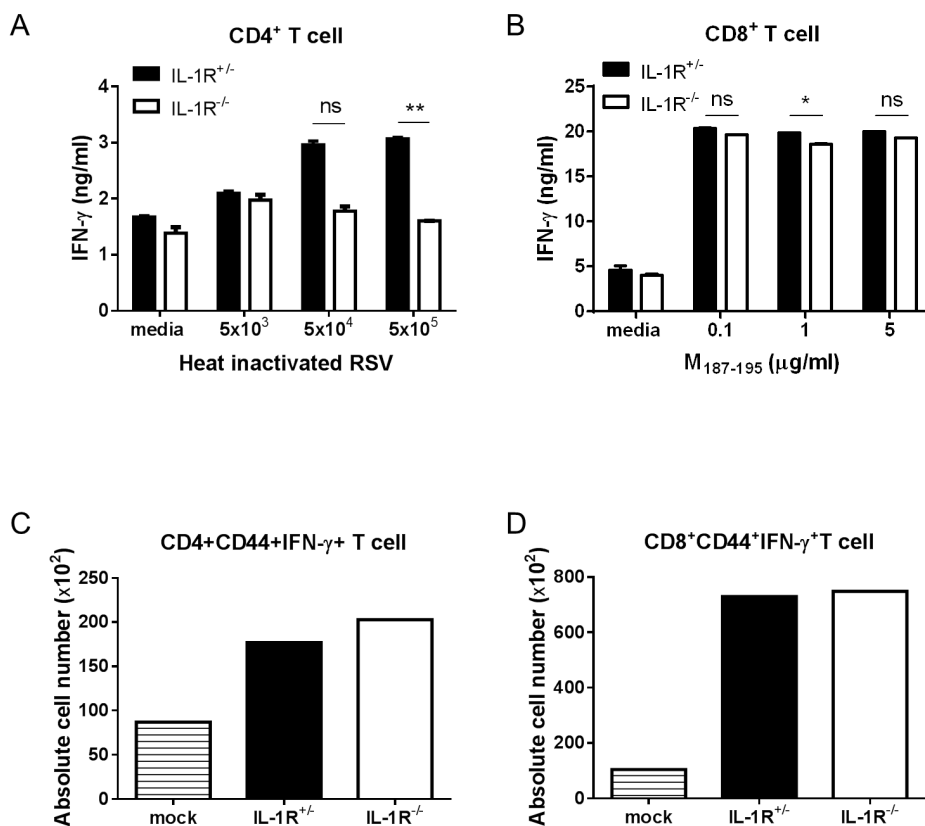 A
CD4⁺ T cell
IL-1R⁺/⁻
IL-1R⁻/⁻
IFN-γ (ng/ml)
4
3
2
1
0
ns
**
media
5x10³
5x10⁴
5x10⁵
Heat inactivated RSV
B
CD8⁺ T cell
IL-1R⁺/⁻
IL-1R⁻/⁻
IFN-γ (ng/ml)
25
20
15
10
5
0
ns
*
ns
media
0.1
1
5
M₁₈₇₋₁₉₅ (μg/ml)
C
CD4+CD44+IFN-γ+ T cell
Absolute cell number (x10²)
250
200
150
100
50
0
mock
IL-1R⁺/⁻
IL-1R⁻/⁻
D
CD8⁺CD44⁺IFN-γ⁺T cell
Absolute cell number (x10²)
800
600
400
200
0
mock
IL-1R⁺/⁻
IL-1R⁻/⁻